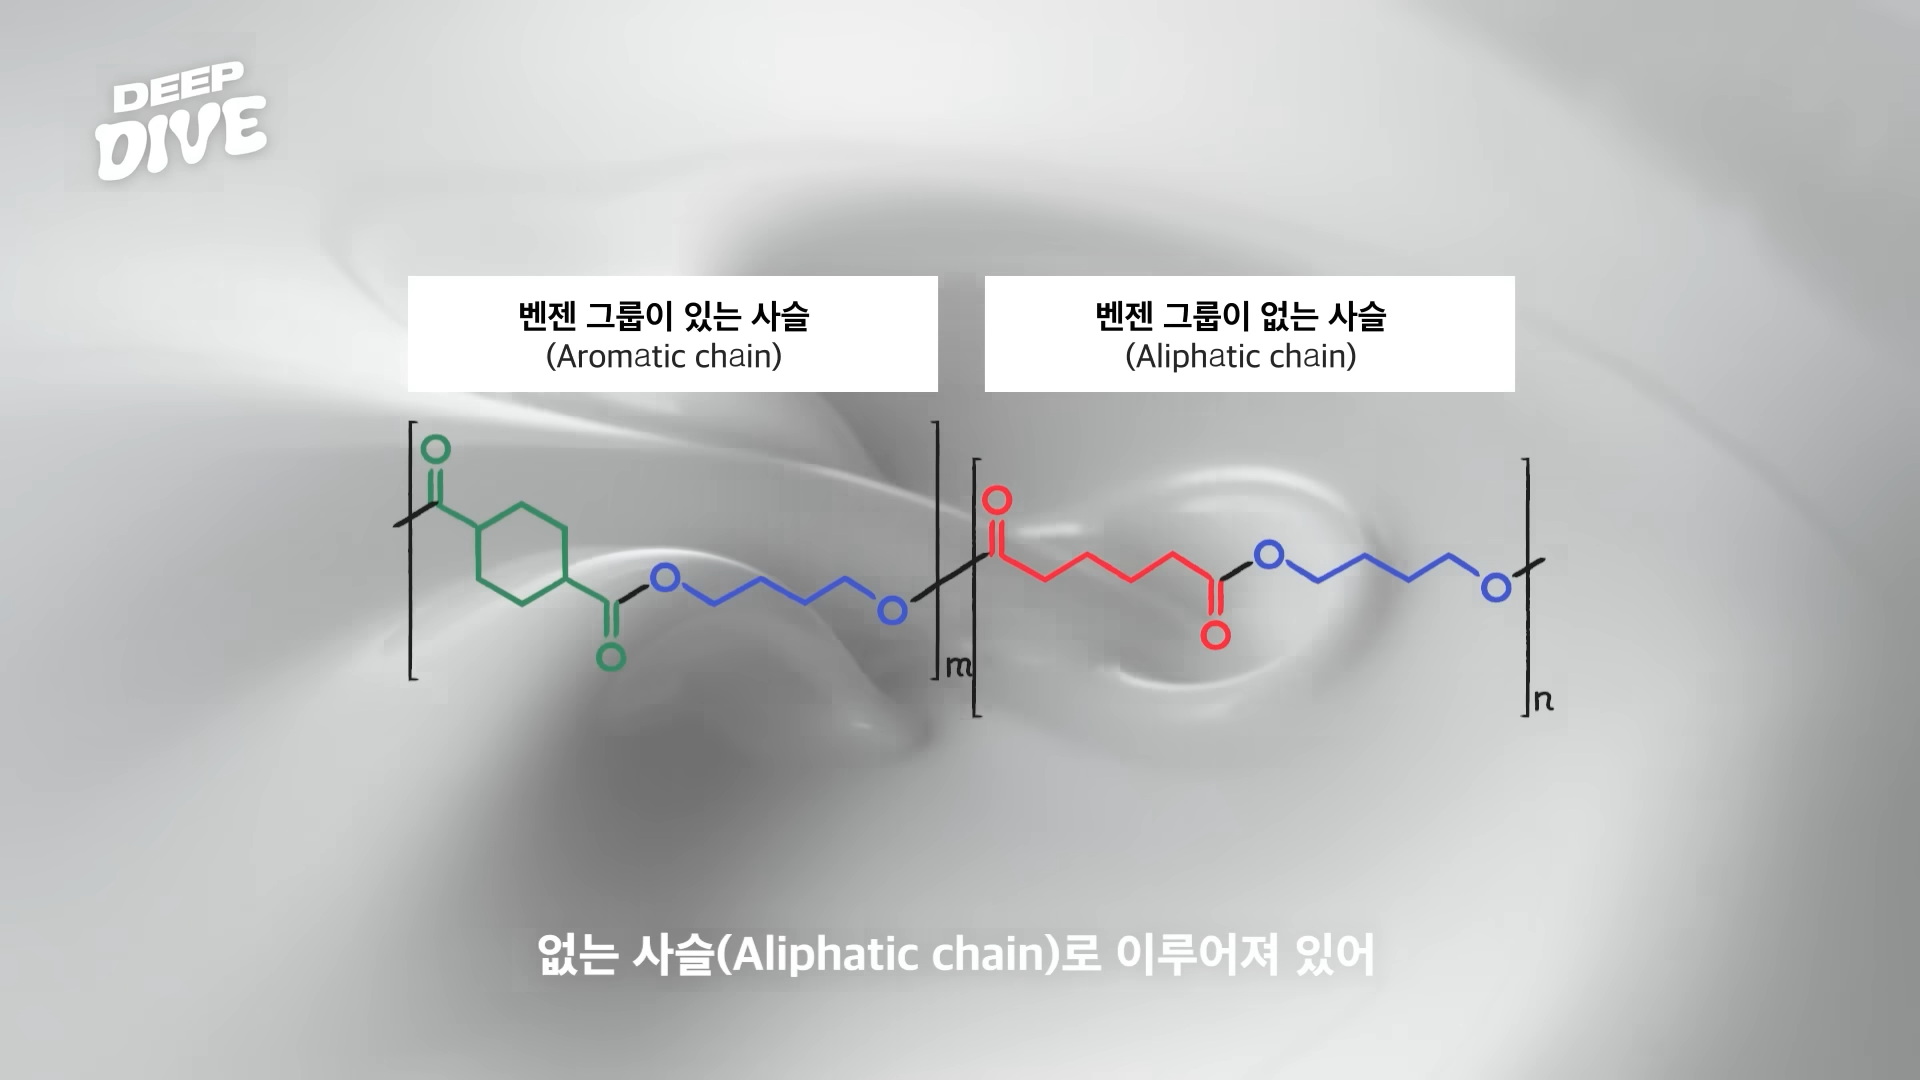 DEEP
DIVE
벤젠 그룹이 있는 사슬
(Aromatic chain)
벤젠 그룹이 없는 사슬
(Aliphatic chain)
O
O
O
O
m
O
O
O
O
n
없는 사슬(Aliphatic chain)로 이루어져 있어